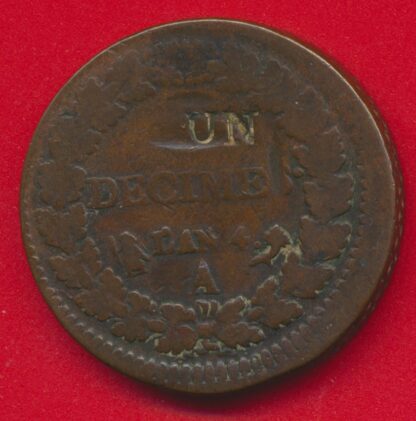 UN
DECIME
L'AN 4.
A